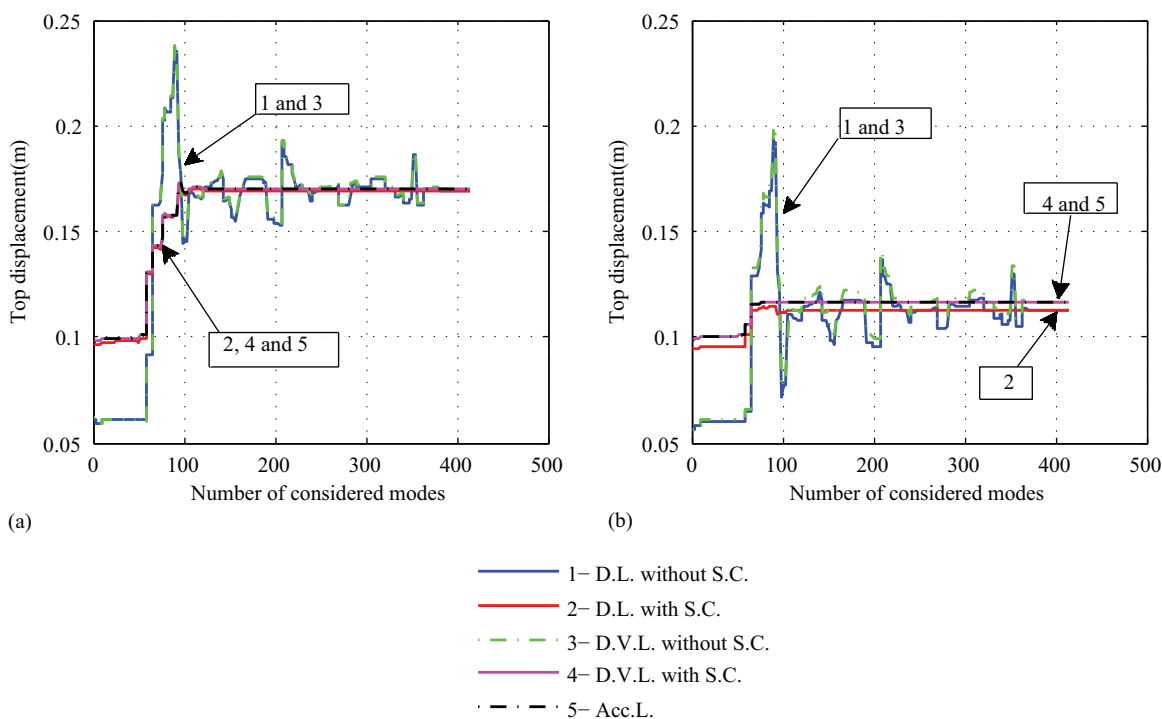 0.25
0.2
0.15
0.1
0.05
Top displacement(m)
1 and 3
2, 4 and 5
0 100 200 300 400 500
Number of considered modes
(a)
0.25
0.2
0.15
0.1
0.05
Top displacement(m)
1 and 3
4 and 5
2
0 100 200 300 400 500
Number of considered modes
(b)
1− D.L. without S.C.
2− D.L. with S.C.
3− D.V.L. without S.C.
4− D.V.L. with S.C.
5− Acc.L.